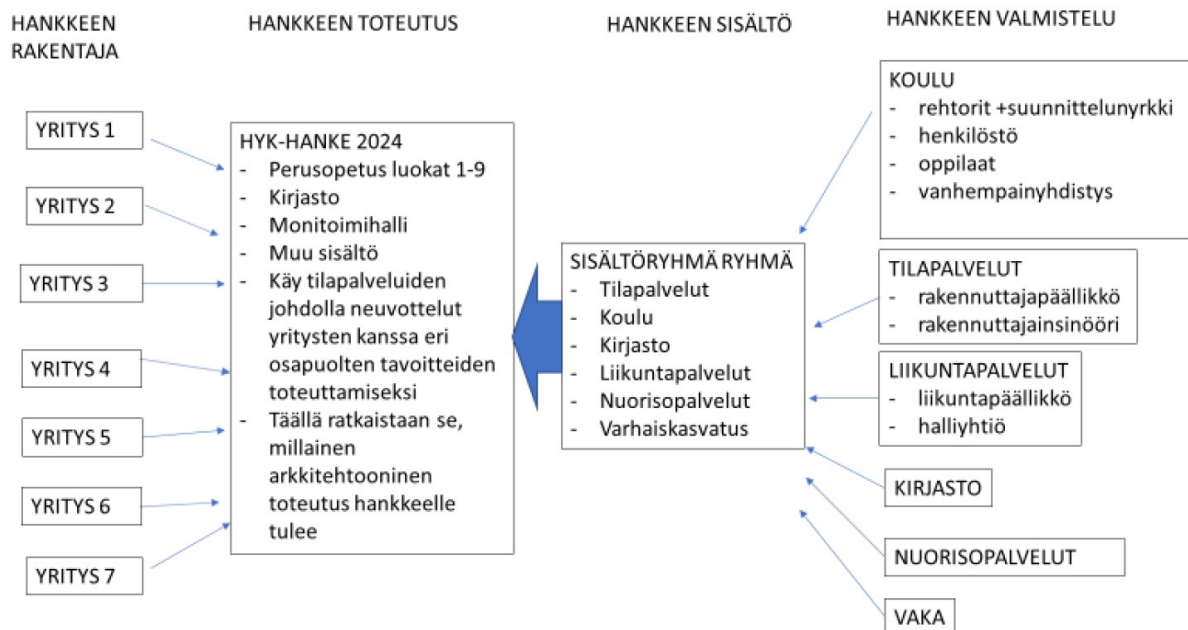 HANKKEEN
RAKENTAJA
HANKKEEN TOTEUTUS
HANKKEEN SISÄLTÖ
HANKKEEN VALMISTELU
YRITYS 1
YRITYS 2
YRITYS 3
YRITYS 4
YRITYS 5
YRITYS 6
YRITYS 7
HYK-HANKE 2024
- Perusopetus luokat 1-9
- Kirjasto
- Monitoimihalli
- Muu sisältö
- Käy tilapalveluiden
johdolla neuvottelut
yritysten kanssa eri
osapuolten tavoitteiden
toteuttamiseksi
- Täällä ratkaistaan se,
millainen
arkkitehtooninen
toteutus hankkeelle
tulee
SISÄLTÖRYHMÄ RYHMÄ
- Tilapalvelut
- Koulu
- Kirjasto
- Liikuntapalvelut
- Nuorisopalvelut
- Varhaiskasvatus
KOULU
- rehtorit +suunnittelunyrkki
- henkilöstö
- oppilaat
- vanhempainyhdistys
TILAPALVELUT
- rakennuttajapäällikkö
- rakennuttajainsinööri
LIIKUNTAPALVELUT
- liikuntapäällikkö
- halliyhtiö
KIRJASTO
NUORISOPALVELUT
VAKA